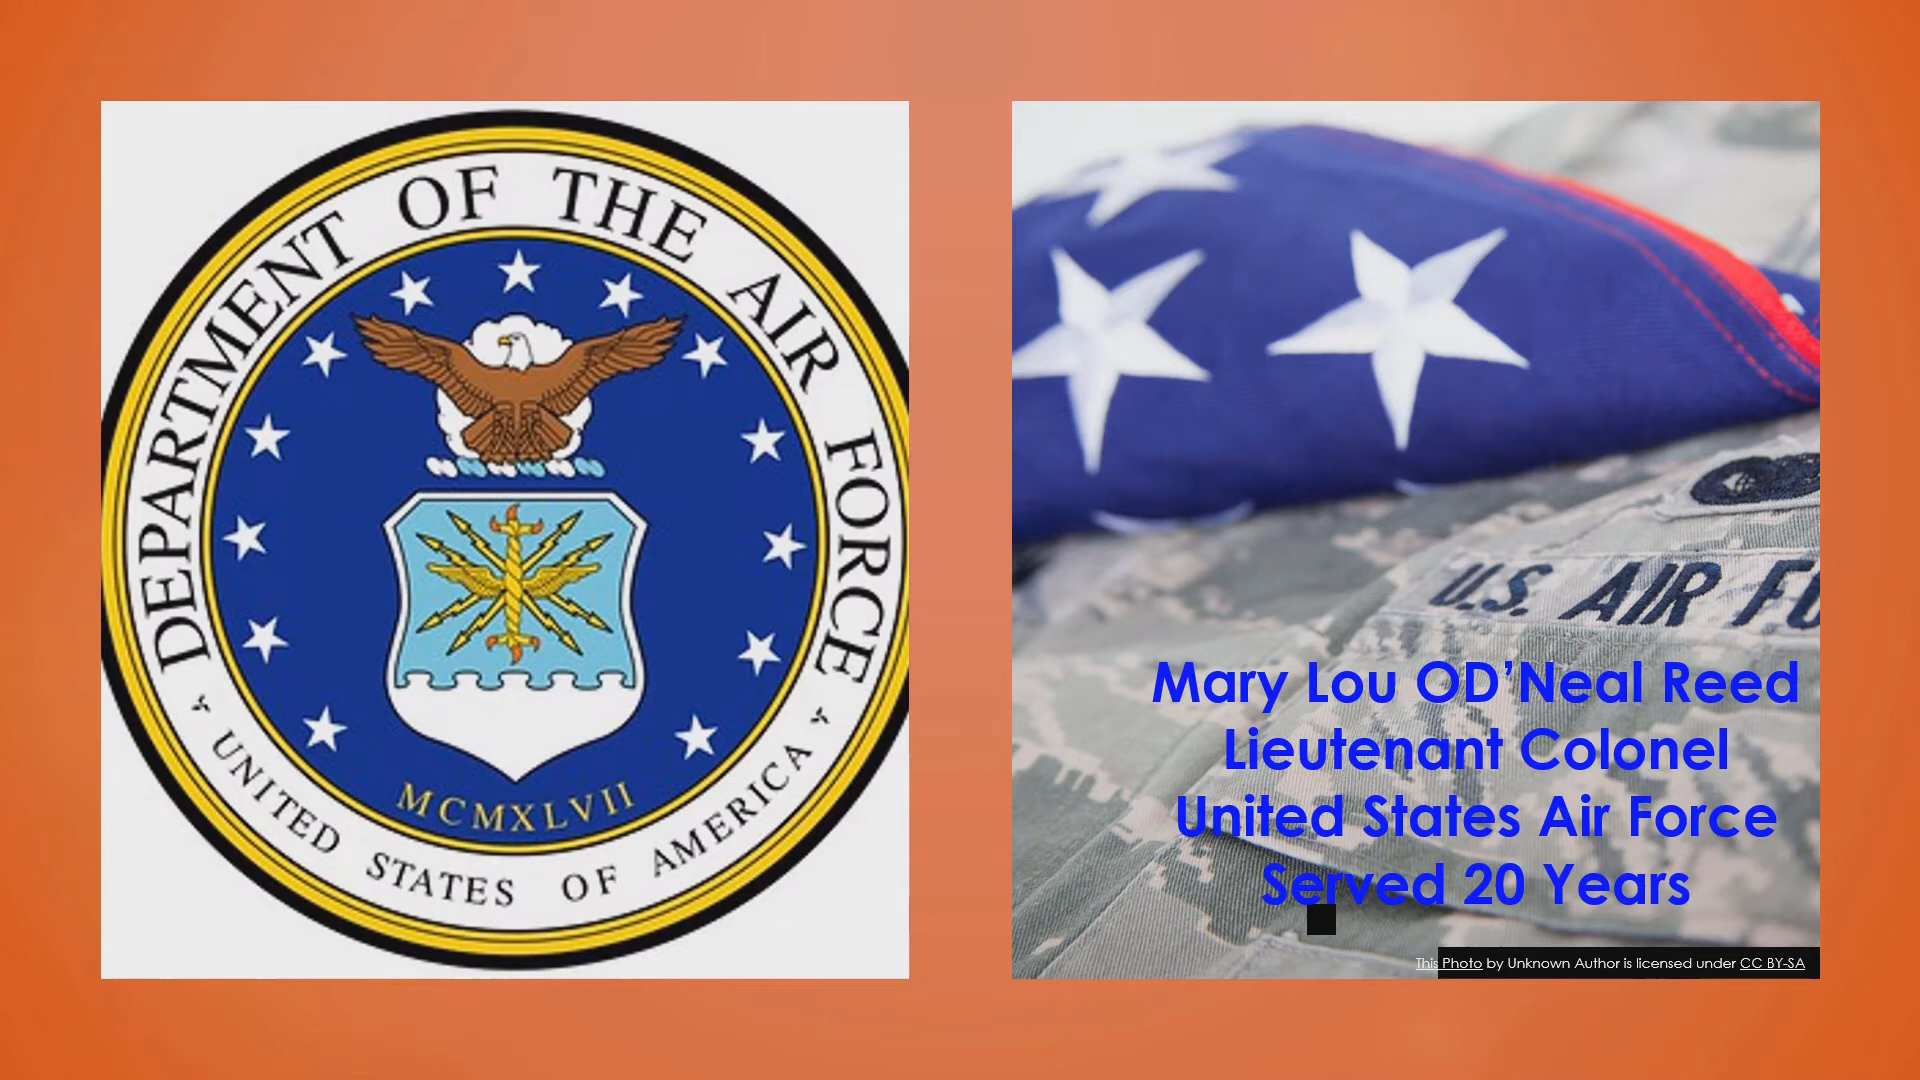 DEPARTMENT OF THE AIR FORCE
MCMXLVII
UNITED STATES OF AMERICA
U.S. AIR FO
Mary Lou OD’Neal Reed
Lieutenant Colonel
United States Air Force
Served 20 Years
This Photo by Unknown Author is licensed under CC BY-SA